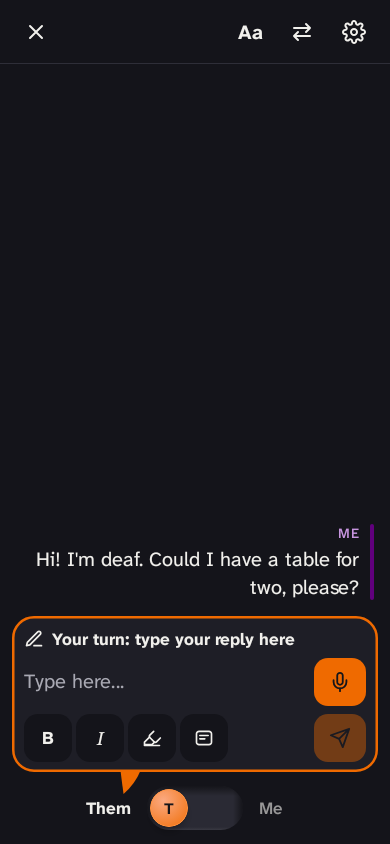 Aa
ME
Hi! I'm deaf. Could I have a table for
two, please?
Your turn: type your reply here
Type here...
B I
Them T Me